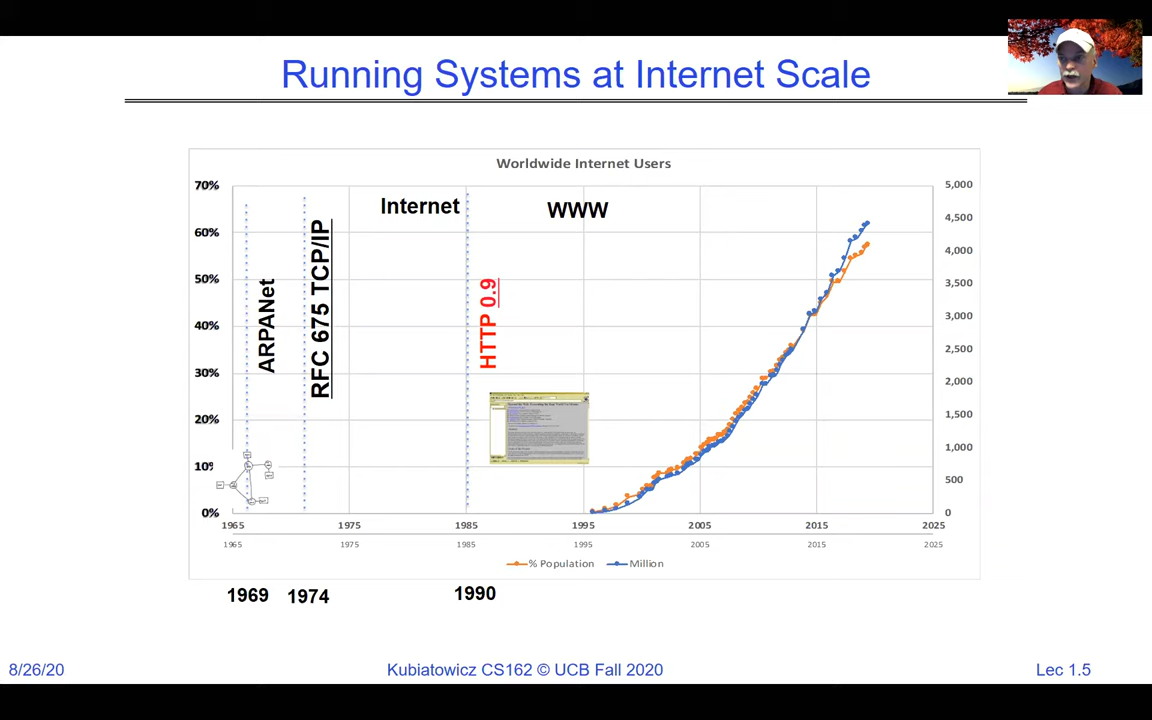 Running Systems at Internet Scale
Worldwide Internet Users
70%
60%
50%
40%
30%
20%
10%
0%
5,000
4,500
4,000
3,500
3,000
2,500
2,000
1,500
1,000
500
0
ARPANet
RFC 675 TCP/IP
Internet
HTTP 0.9
WWW
1965 1975 1985 1995 2005 2015 2025
1965 1975 1985 1995 2005 2015 2025
% Population Million
1969 1974 1990
8/26/20 Kubiatowicz CS162 © UCB Fall 2020 Lec 1.5